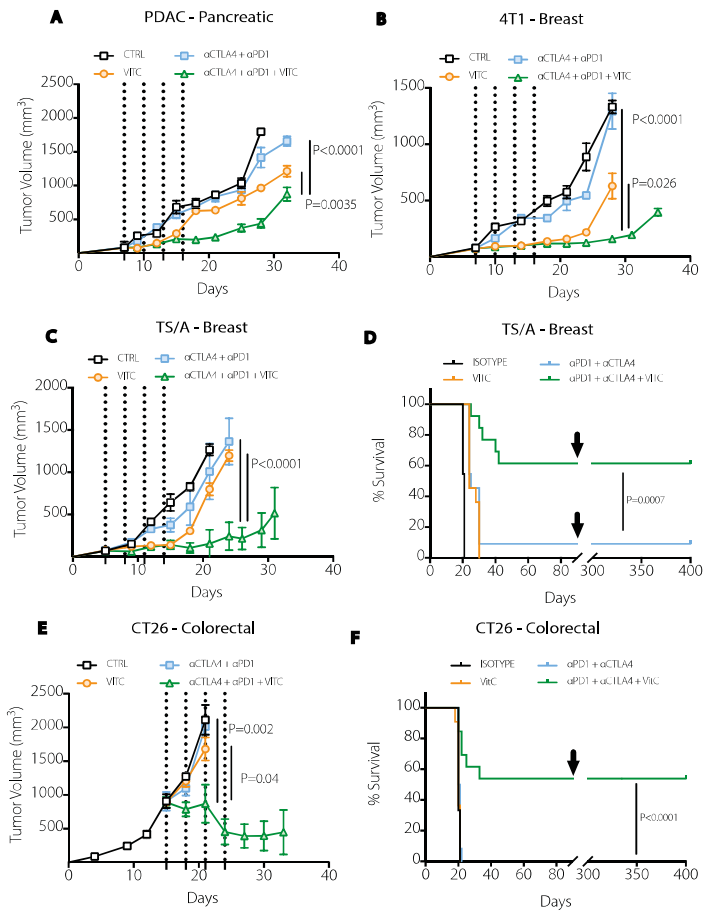 A
PDAC - Pancreatic
CTRL
αCTLA4 + αPD1
VITC
αCTLA4 + αPD1 + VITC
Tumor Volume (mm³)
2500
2000
1500
1000
500
0
10
20
30
40
Days
P<0.0001
P=0.0035
B
4T1 - Breast
CTRL
αCTLA4 + αPD1
VITC
αCTLA4 + αPD1 + VITC
Tumor Volume (mm³)
1500
1000
500
0
10
20
30
40
Days
P<0.0001
P=0.026
C
TS/A - Breast
CTRL
αCTLA4 + αPD1
VITC
αCTLA4 + αPD1 + VITC
Tumor Volume (mm³)
2000
1500
1000
500
0
10
20
30
40
Days
P<0.0001
D
TS/A - Breast
ISOTYPE
αPD1 + αCTLA4
VITC
αPD1 + αCTLA4 + VITC
% Survival
100
80
60
40
20
0
0
20
40
60
80
300
350
400
Days
P=0.0007
E
CT26 - Colorectal
CTRL
αCTLA4 + αPD1
VITC
αCTLA4 + αPD1 + VITC
Tumor Volume (mm³)
2500
2000
1500
1000
500
0
10
20
30
40
Days
P=0.002
P=0.04
F
CT26 - Colorectal
ISOTYPE
αPD1 + αCTLA4
VitC
αPD1 + αCTLA4 + VitC
% Survival
100
80
60
40
20
0
0
20
40
60
80
300
350
400
Days
P<0.0001